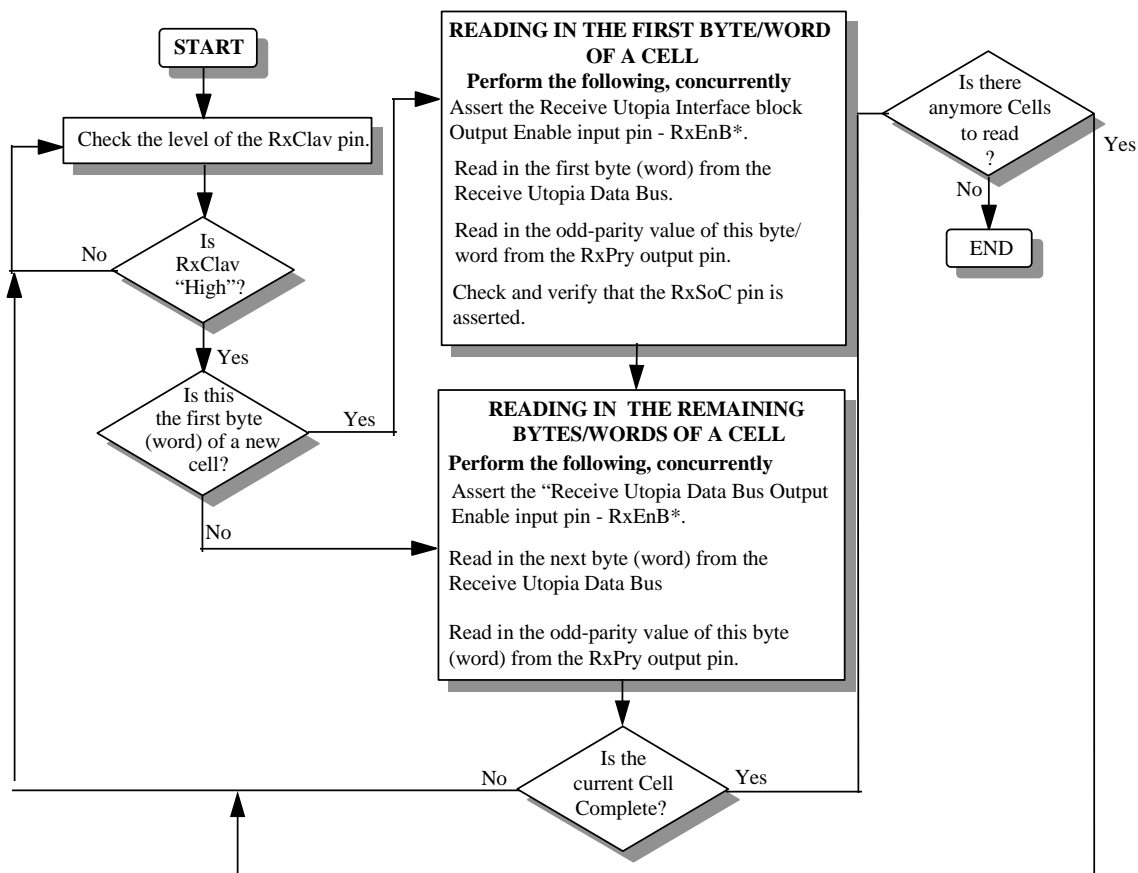 START
Check the level of the RxClav pin.
No
Is
RxClav
“High”?
Yes
Is this
the first byte
(word) of a new
cell?
Yes
No
READING IN THE FIRST BYTE/WORD
OF A CELL
Perform the following, concurrently
Assert the Receive Utopia Interface block
Output Enable input pin - RxEnB*.
Read in the first byte (word) from the
Receive Utopia Data Bus.
Read in the odd-parity value of this byte/
word from the RxPry output pin.
Check and verify that the RxSoC pin is
asserted.
READING IN THE REMAINING
BYTES/WORDS OF A CELL
Perform the following, concurrently
Assert the “Receive Utopia Data Bus Output
Enable input pin - RxEnB*.
Read in the next byte (word) from the
Receive Utopia Data Bus
Read in the odd-parity value of this byte
(word) from the RxPry output pin.
No
Is the
current Cell
Complete?
Yes
Is there
anymore Cells
to read
?
Yes
No
END